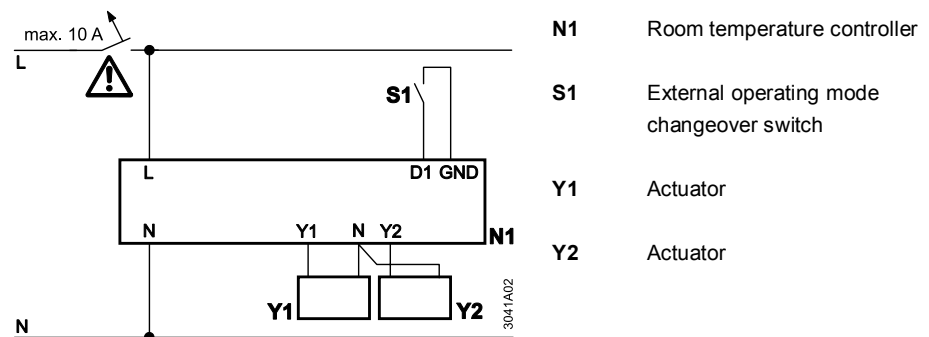 max. 10 A
L
S1
L
D1 GND
N
Y1
N
Y2
N1
Y1
Y2
N
3041A02
N1 Room temperature controller
S1 External operating mode
changeover switch
Y1 Actuator
Y2 Actuator